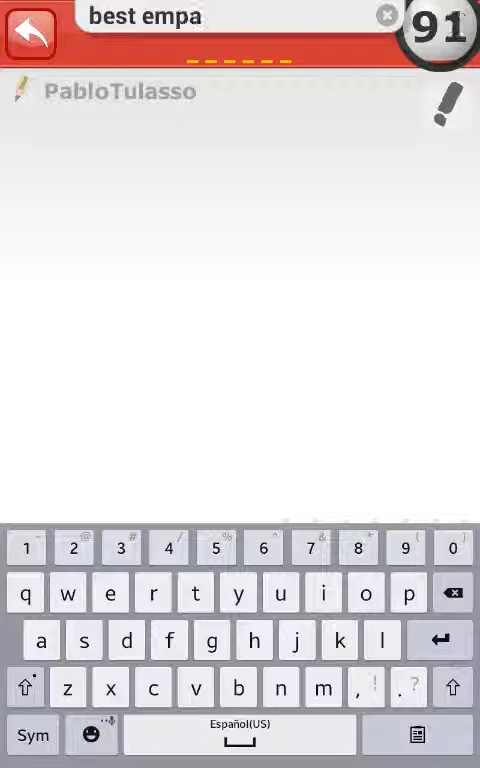 best empa
91
PabloTulasso
1 - 2 @ 3 # 4 / 5 % 6 ^ 7 & 8 * 9 ( 0 )
q w e r t y u i o p
a s d f g h j k l
z x c v b n m , ! . ?
Sym Español(US)